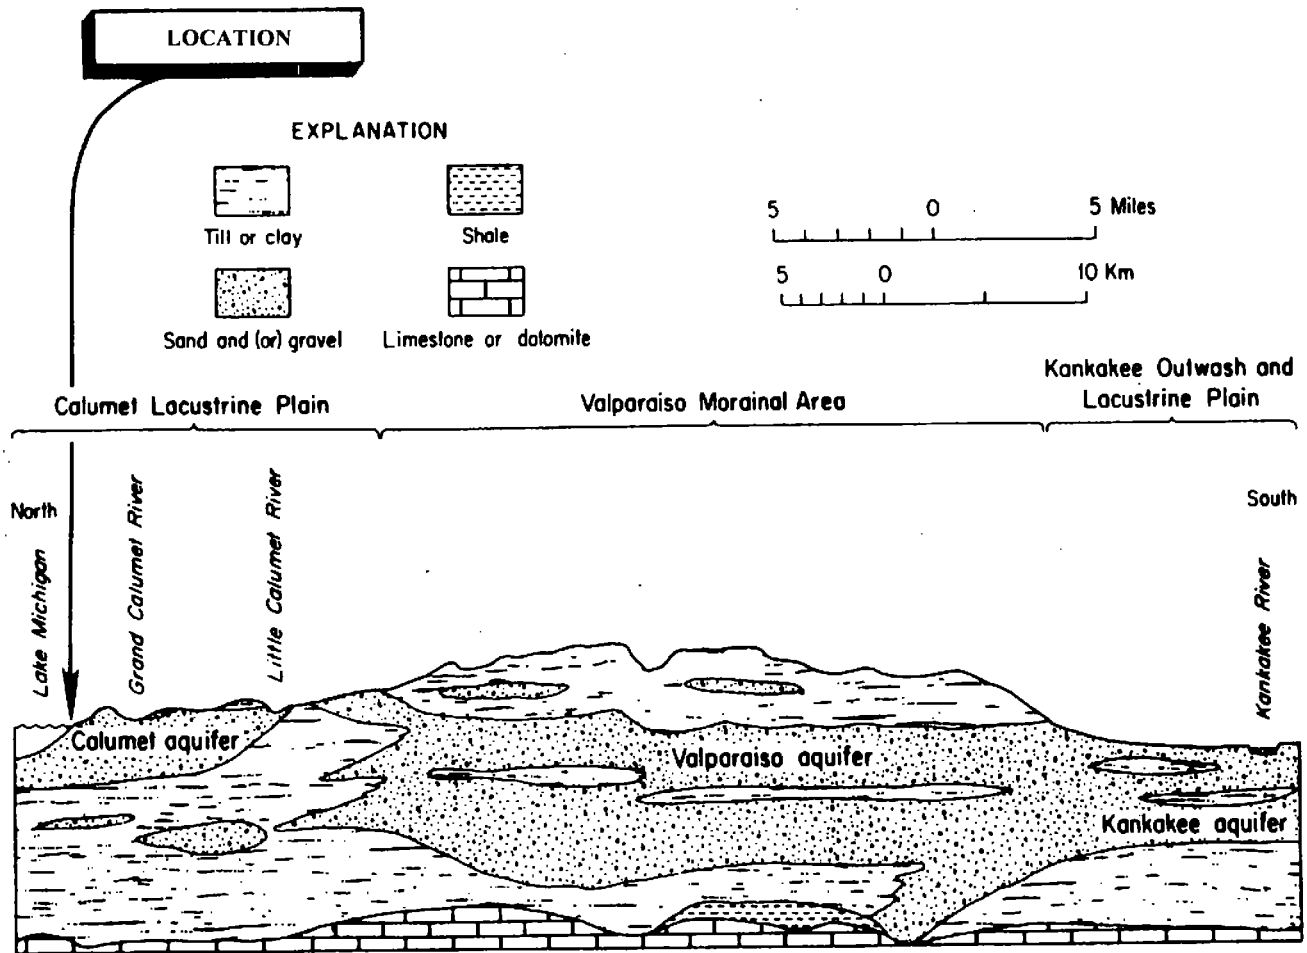 LOCATION
EXPLANATION
Till or clay
Shale
Sand and (or) gravel
Limestone or dolomite
5 0 5 Miles
5 0 10 Km
Calumet Lacustrine Plain
Valparaiso Morainal Area
Kankakee Outwash and
Lacustrine Plain
North
South
Lake Michigan
Grand Calumet River
Little Calumet River
Kankakee River
Calumet aquifer
Valparaiso aquifer
Kankakee aquifer